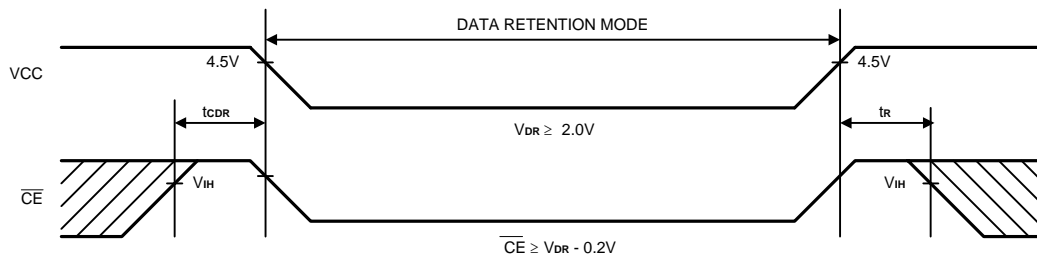 DATA RETENTION MODE
VCC
4.5V
4.5V
tCDR
VDR ≥ 2.0V
tR
CE
VIH
VIH
CE ≥ VDR - 0.2V